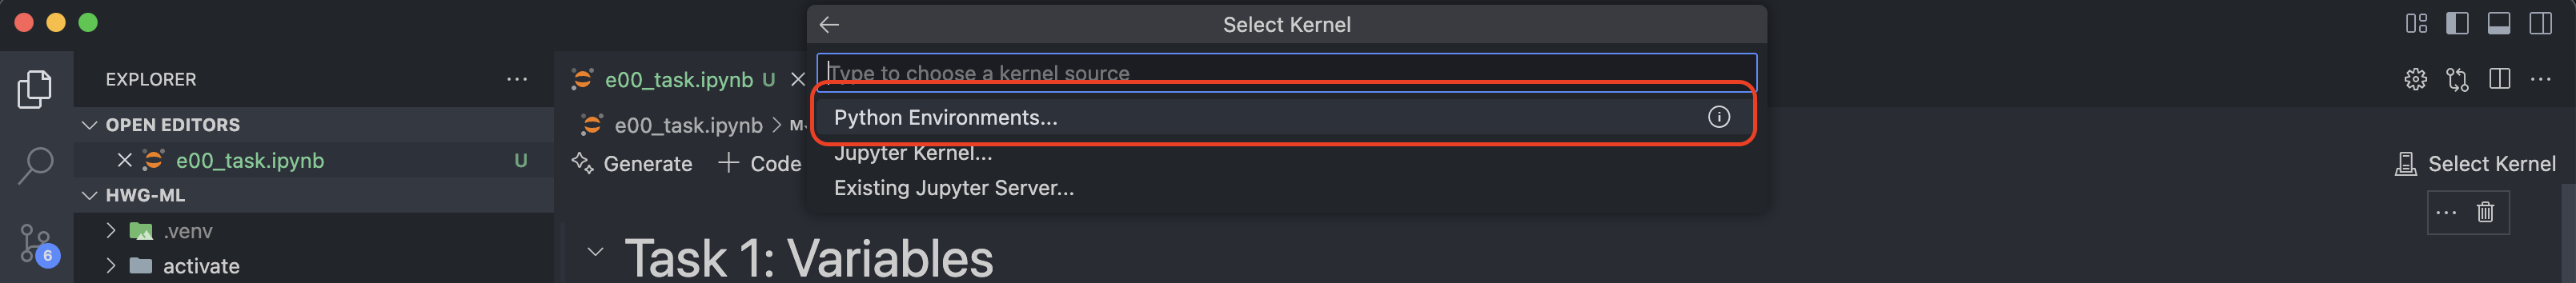 Select Kernel
EXPLORER
e00_task.ipynb U
Type to choose a kernel source
OPEN EDITORS
e00_task.ipynb
Python Environments...
e00_task.ipynb U
Generate
Code
Jupyter Kernel...
Select Kernel
HWG-ML
Existing Jupyter Server...
.venv
6
Task 1: Variables
activate